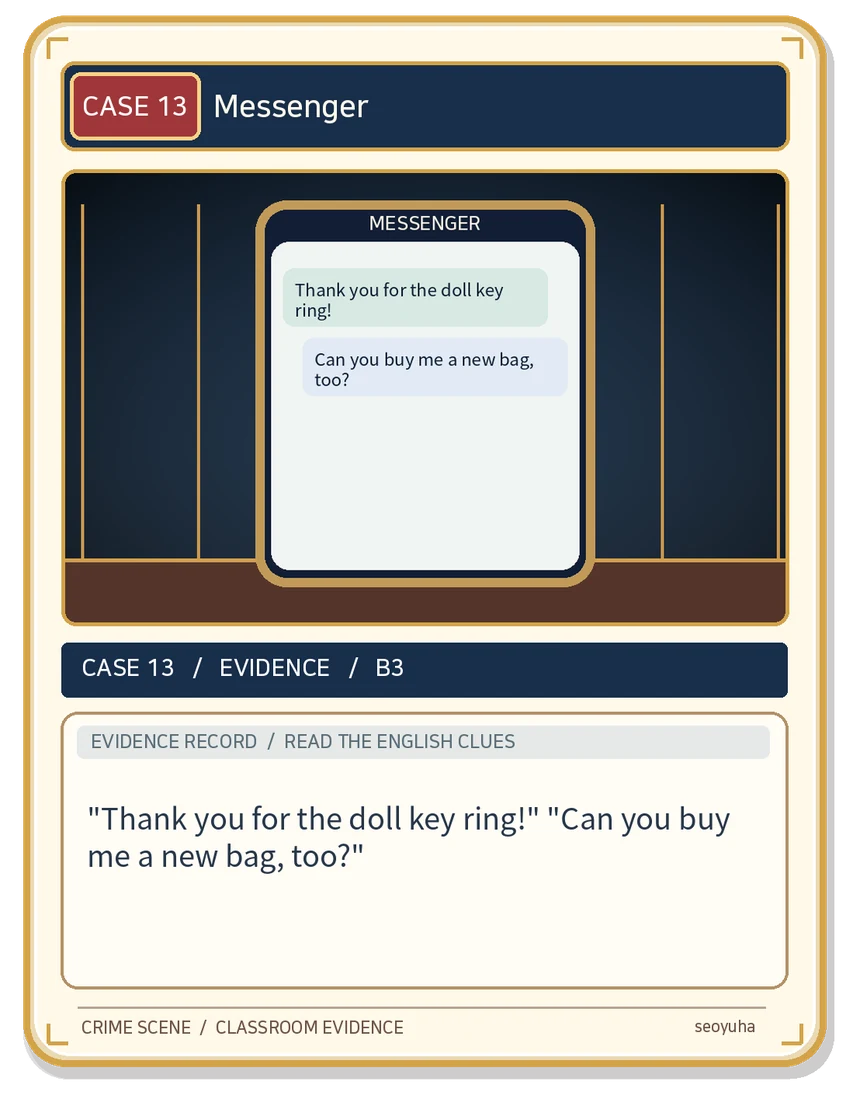 CASE 13 Messenger
MESSENGER
Thank you for the doll key
ring!
Can you buy me a new bag,
too?
CASE 13 / EVIDENCE / B3
EVIDENCE RECORD / READ THE ENGLISH CLUES
"Thank you for the doll key ring!" "Can you buy
me a new bag, too?"
CRIME SCENE / CLASSROOM EVIDENCE seoyuha